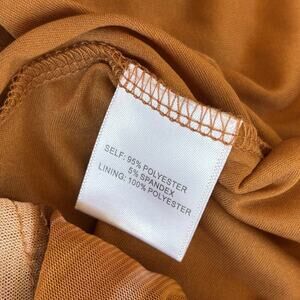 SELF: 95% POLYESTER
5% SPANDEX
LINING: 100% POLYESTER